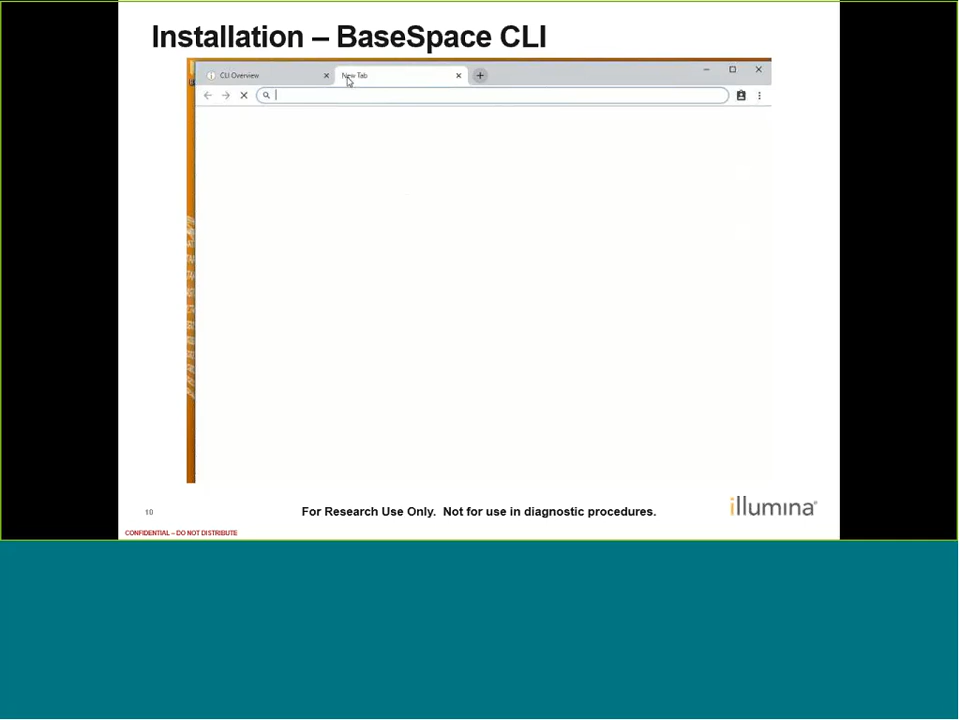 Installation – BaseSpace CLI
CLI Overview
New Tab
10
For Research Use Only. Not for use in diagnostic procedures.
illumina®
CONFIDENTIAL – DO NOT DISTRIBUTE